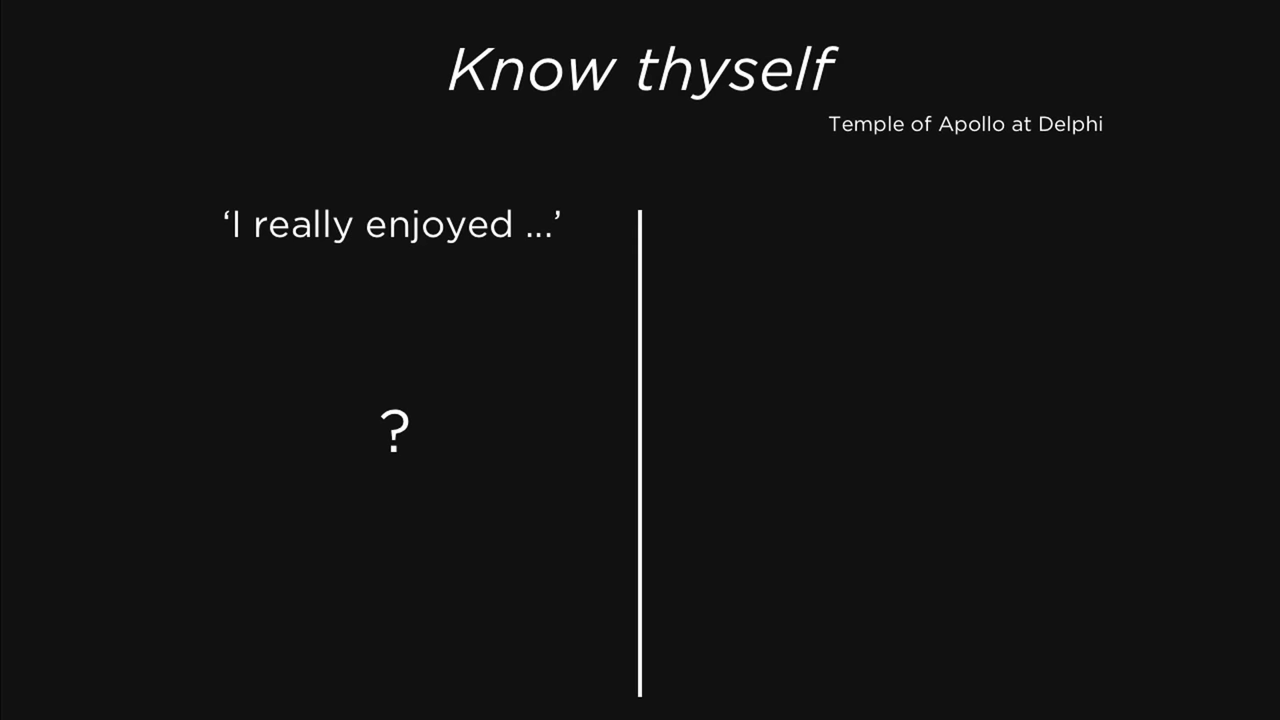 Know thyself
Temple of Apollo at Delphi
‘I really enjoyed ...’
?